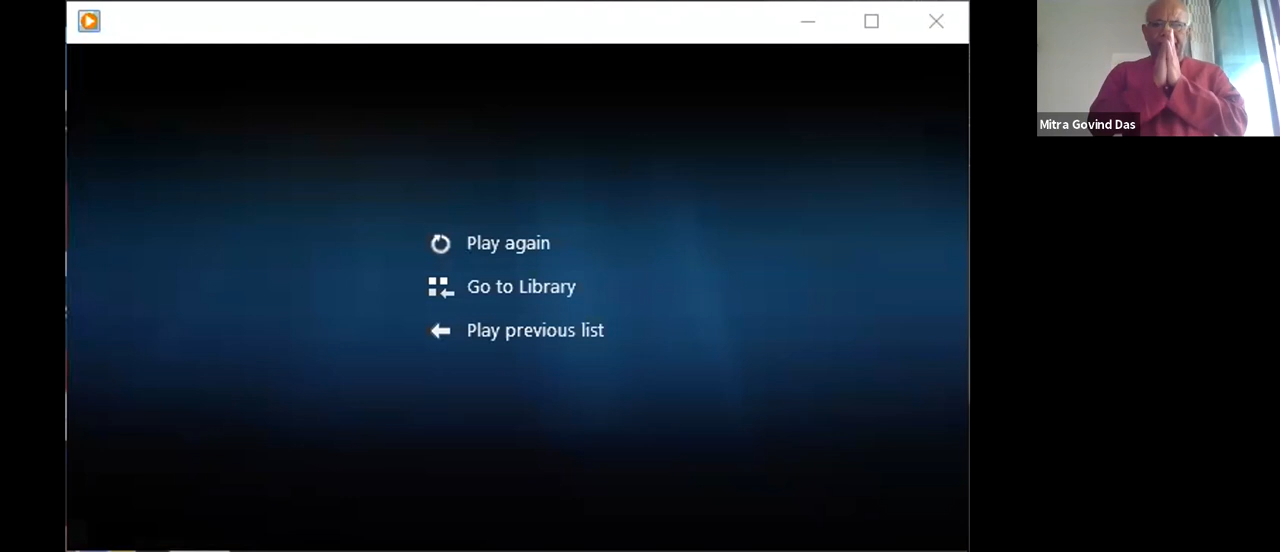 Play again
Go to Library
Play previous list
Mitra Govind Das